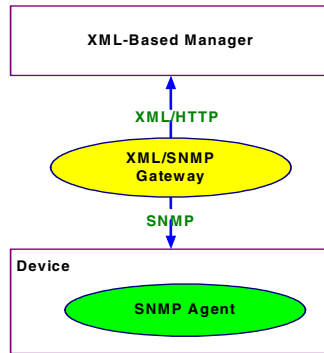 XML-Based Manager
XML/HTTP
XML/SNMP
Gateway
SNMP
Device
SNMP Agent